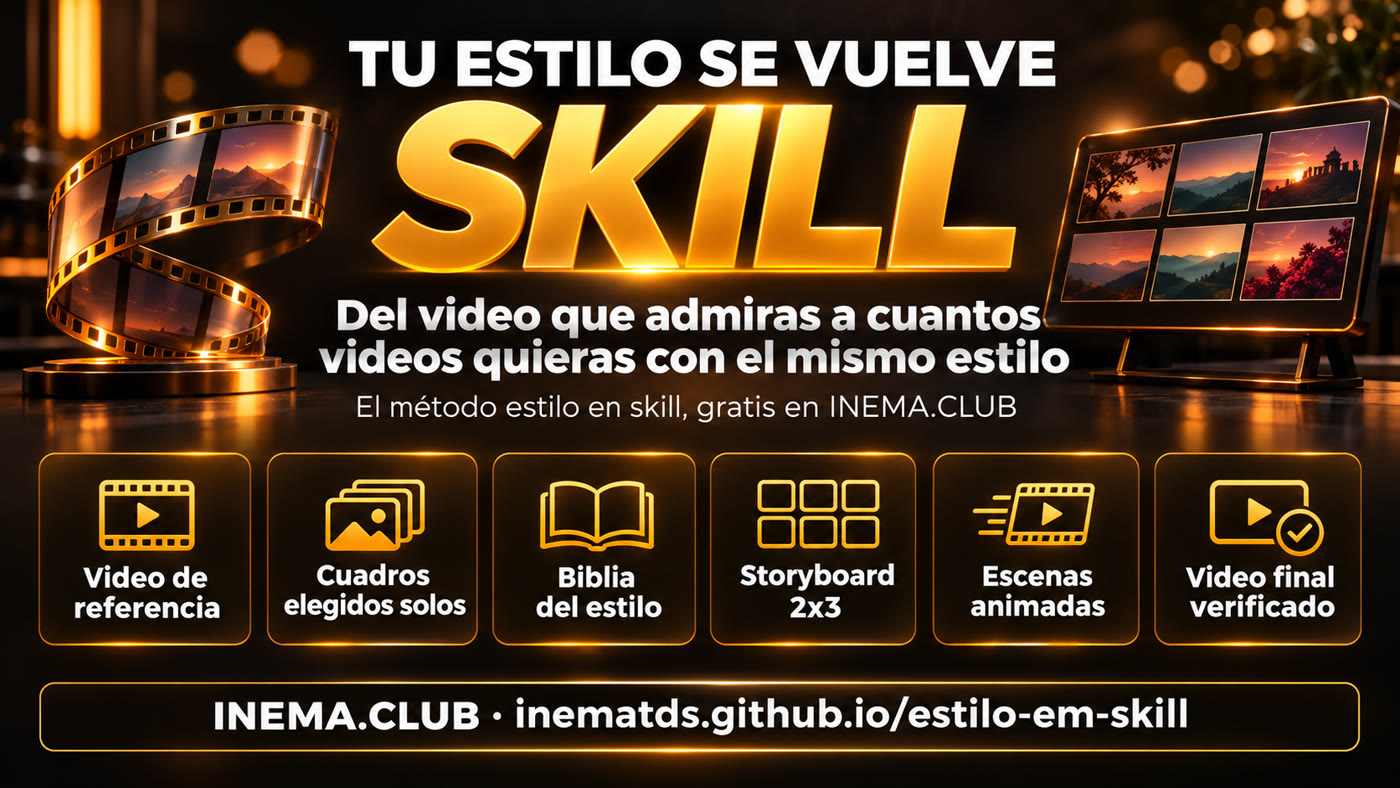 TU ESTILO SE VUELVE
SKILL
Del video que admiras a cuantos
videos quieras con el mismo estilo
El método estilo en skill, gratis en INEMA.CLUB
Video de
referencia
Cuadros
elegidos solos
Biblia
del estilo
Storyboard
2x3
Escenas
animadas
Video final
verificado
INEMA.CLUB · inematds.github.io/estilo-em-skill